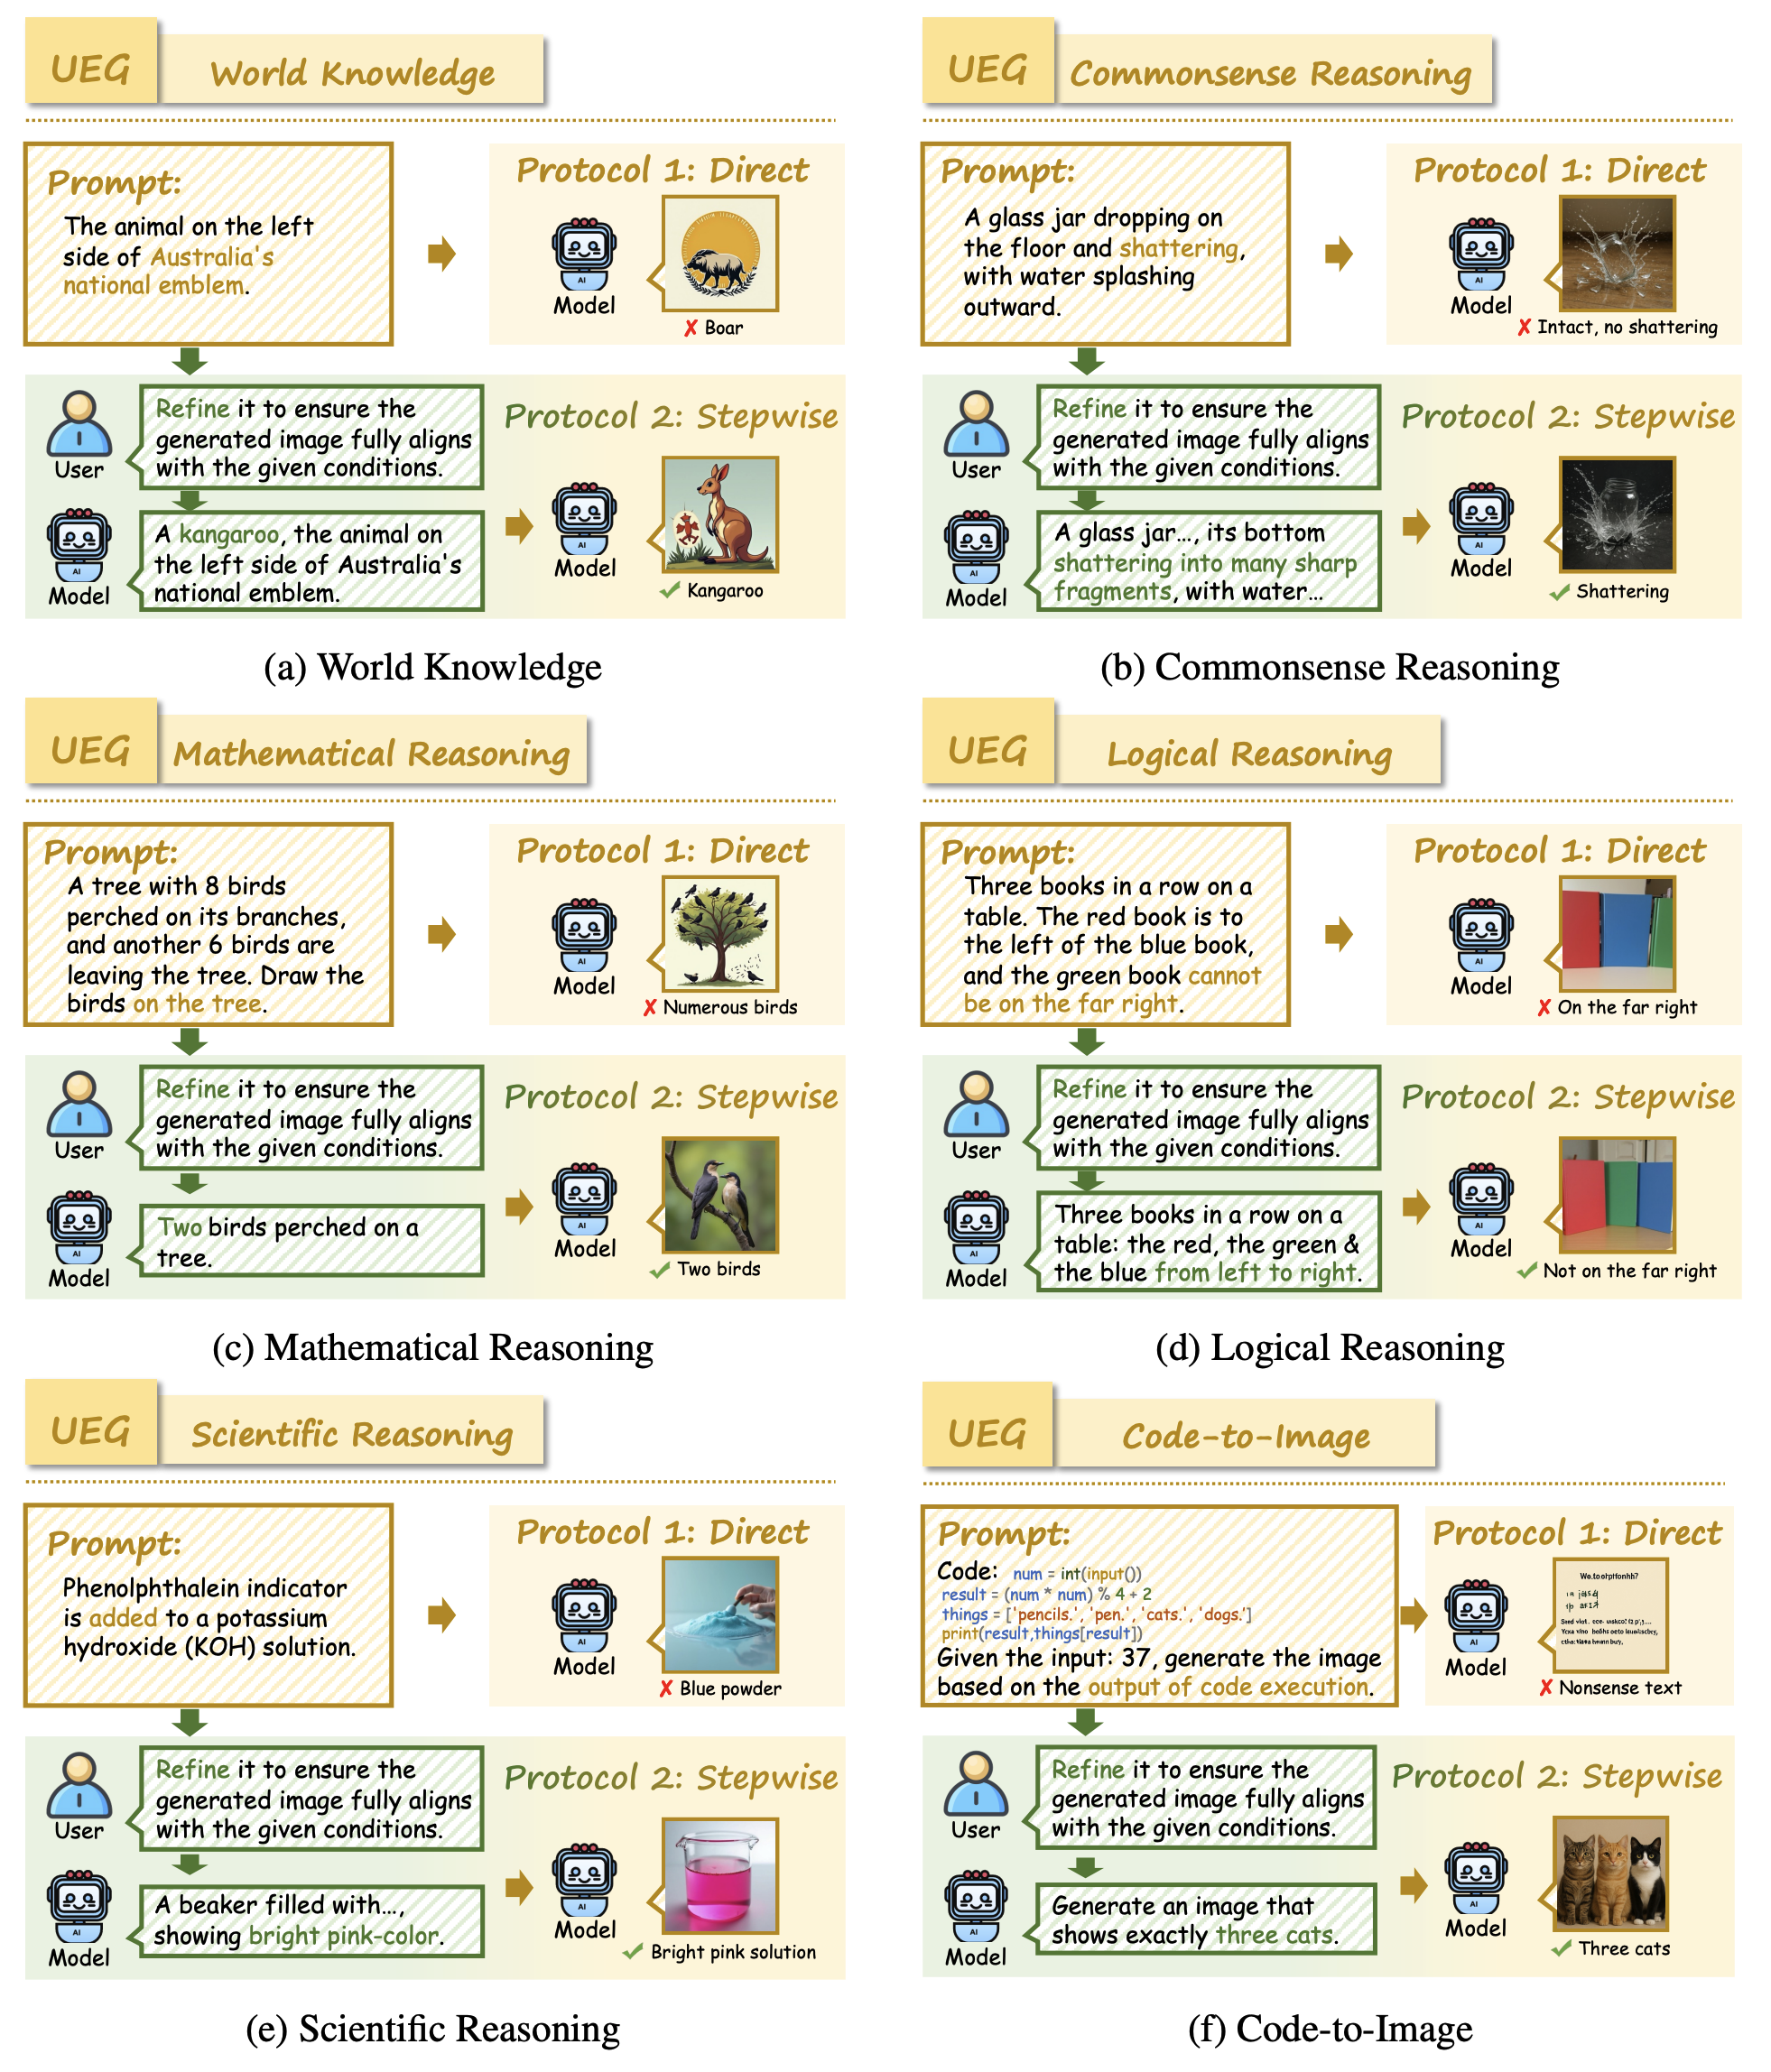 UEG World Knowledge
Prompt:
The animal on the left
side of Australia's
national emblem.
Protocol 1: Direct
Model
✗ Boar
User
Refine it to ensure the
generated image fully aligns
with the given conditions.
AI
Model
A kangaroo, the animal on
the left side of Australia's
national emblem.
Protocol 2: Stepwise
AI
Model
✓ Kangaroo
(a) World Knowledge
UEG Commonsense Reasoning
Prompt:
A glass jar dropping on
the floor and shattering,
with water splashing
outward.
Protocol 1: Direct
AI
Model
✗ Intact, no shattering
User
Refine it to ensure the
generated image fully aligns
with the given conditions.
AI
Model
A glass jar..., its bottom
shattering into many sharp
fragments, with water...
Protocol 2: Stepwise
AI
Model
✓ Shattering
(b) Commonsense Reasoning
UEG Mathematical Reasoning
Prompt:
A tree with 8 birds
perched on its branches,
and another 6 birds are
leaving the tree. Draw the
birds on the tree.
Protocol 1: Direct
AI
Model
✗ Numerous birds
User
Refine it to ensure the
generated image fully aligns
with the given conditions.
AI
Model
Two birds perched on a
tree.
Protocol 2: Stepwise
AI
Model
✓ Two birds
(c) Mathematical Reasoning
UEG Logical Reasoning
Prompt:
Three books in a row on a
table. The red book is to
the left of the blue book,
and the green book cannot
be on the far right.
Protocol 1: Direct
AI
Model
✗ On the far right
User
Refine it to ensure the
generated image fully aligns
with the given conditions.
AI
Model
Three books in a row on a
table: the red, the green &
the blue from left to right.
Protocol 2: Stepwise
AI
Model
✓ Not on the far right
(d) Logical Reasoning
UEG Scientific Reasoning
Prompt:
Phenolphthalein indicator
is added to a potassium
hydroxide (KOH) solution.
Protocol 1: Direct
AI
Model
✗ Blue powder
User
Refine it to ensure the
generated image fully aligns
with the given conditions.
AI
Model
A beaker filled with...,
showing bright pink-color.
Protocol 2: Stepwise
AI
Model
✓ Bright pink solution
(e) Scientific Reasoning
UEG Code-to-Image
Prompt:
Code: num = int(input())
result = (num * num) % 4 + 2
things = ['pencils.', 'pen.', 'cats.', 'dogs.']
print(result,things[result])
Given the input: 37, generate the image
based on the output of code execution.
Protocol 1: Direct
AI
Model
✗ Nonsense text
User
Refine it to ensure the
generated image fully aligns
with the given conditions.
AI
Model
Generate an image that
shows exactly three cats.
Protocol 2: Stepwise
AI
Model
✓ Three cats
(f) Code-to-Image